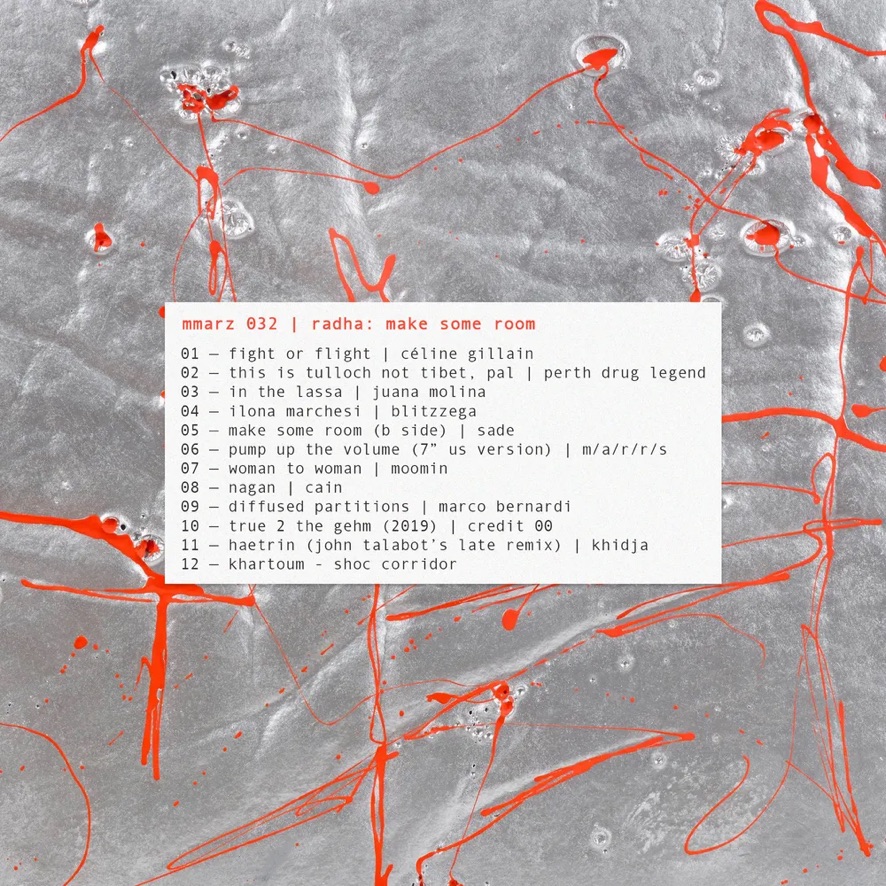 mmarz 032 | radha: make some room
01 — fight or flight | céline gillain
02 — this is tulloch not tibet, pal | perth drug legend
03 — in the lassa | juana molina
04 — ilona marchesi | blitzzega
05 — make some room (b side) | sade
06 — pump up the volume (7” us version) | m/a/r/r/s
07 — woman to woman | moomin
08 — nagan | cain
09 — diffused partitions | marco bernardi
10 — true 2 the gehm (2019) | credit 00
11 — haetrin (john talabot’s late remix) | khidja
12 — khartoum - shoc corridor